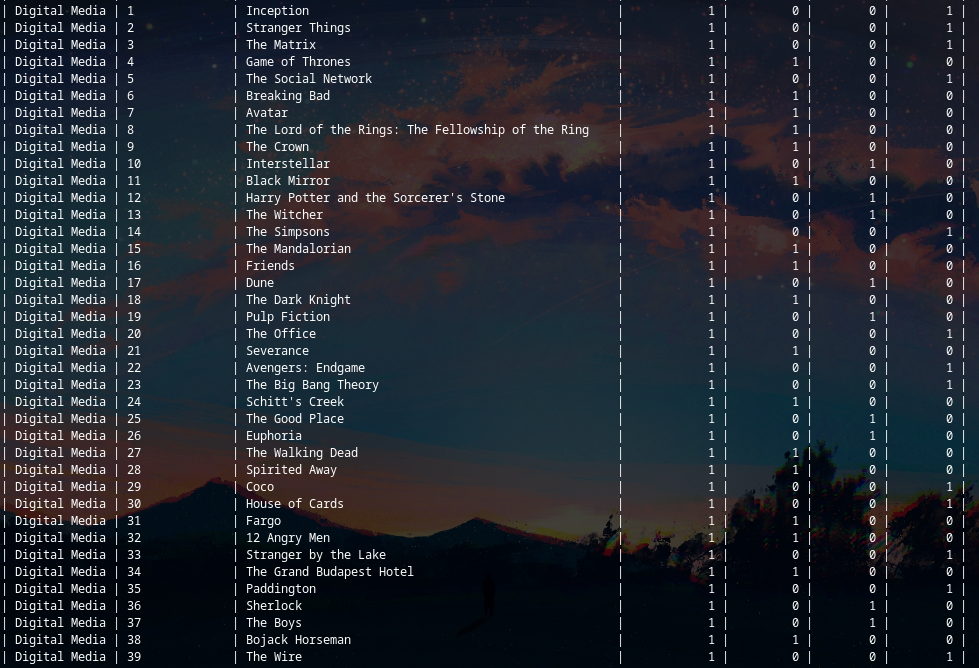 | Digital Media | 1 | Inception | 1 | 0 | 0 | 1 |
| Digital Media | 2 | Stranger Things | 1 | 0 | 0 | 1 |
| Digital Media | 3 | The Matrix | 1 | 0 | 0 | 1 |
| Digital Media | 4 | Game of Thrones | 1 | 1 | 0 | 0 |
| Digital Media | 5 | The Social Network | 1 | 0 | 0 | 1 |
| Digital Media | 6 | Breaking Bad | 1 | 1 | 0 | 0 |
| Digital Media | 7 | Avatar | 1 | 1 | 0 | 0 |
| Digital Media | 8 | The Lord of the Rings: The Fellowship of the Ring | 1 | 1 | 0 | 0 |
| Digital Media | 9 | The Crown | 1 | 1 | 0 | 0 |
| Digital Media | 10 | Interstellar | 1 | 0 | 1 | 0 |
| Digital Media | 11 | Black Mirror | 1 | 1 | 0 | 0 |
| Digital Media | 12 | Harry Potter and the Sorcerer's Stone | 1 | 0 | 1 | 0 |
| Digital Media | 13 | The Witcher | 1 | 0 | 1 | 0 |
| Digital Media | 14 | The Simpsons | 1 | 0 | 0 | 1 |
| Digital Media | 15 | The Mandalorian | 1 | 1 | 0 | 0 |
| Digital Media | 16 | Friends | 1 | 1 | 0 | 0 |
| Digital Media | 17 | Dune | 1 | 0 | 1 | 0 |
| Digital Media | 18 | The Dark Knight | 1 | 1 | 0 | 0 |
| Digital Media | 19 | Pulp Fiction | 1 | 0 | 1 | 0 |
| Digital Media | 20 | The Office | 1 | 0 | 0 | 1 |
| Digital Media | 21 | Severance | 1 | 1 | 0 | 0 |
| Digital Media | 22 | Avengers: Endgame | 1 | 0 | 0 | 1 |
| Digital Media | 23 | The Big Bang Theory | 1 | 0 | 0 | 1 |
| Digital Media | 24 | Schitt's Creek | 1 | 1 | 0 | 0 |
| Digital Media | 25 | The Good Place | 1 | 0 | 1 | 0 |
| Digital Media | 26 | Euphoria | 1 | 0 | 1 | 0 |
| Digital Media | 27 | The Walking Dead | 1 | 1 | 0 | 0 |
| Digital Media | 28 | Spirited Away | 1 | 1 | 0 | 0 |
| Digital Media | 29 | Coco | 1 | 0 | 0 | 1 |
| Digital Media | 30 | House of Cards | 1 | 0 | 0 | 1 |
| Digital Media | 31 | Fargo | 1 | 1 | 0 | 0 |
| Digital Media | 32 | 12 Angry Men | 1 | 1 | 0 | 0 |
| Digital Media | 33 | Stranger by the Lake | 1 | 0 | 0 | 1 |
| Digital Media | 34 | The Grand Budapest Hotel | 1 | 1 | 0 | 0 |
| Digital Media | 35 | Paddington | 1 | 0 | 0 | 1 |
| Digital Media | 36 | Sherlock | 1 | 0 | 1 | 0 |
| Digital Media | 37 | The Boys | 1 | 0 | 1 | 0 |
| Digital Media | 38 | Bojack Horseman | 1 | 1 | 0 | 0 |
| Digital Media | 39 | The Wire | 1 | 0 | 0 | 1 |